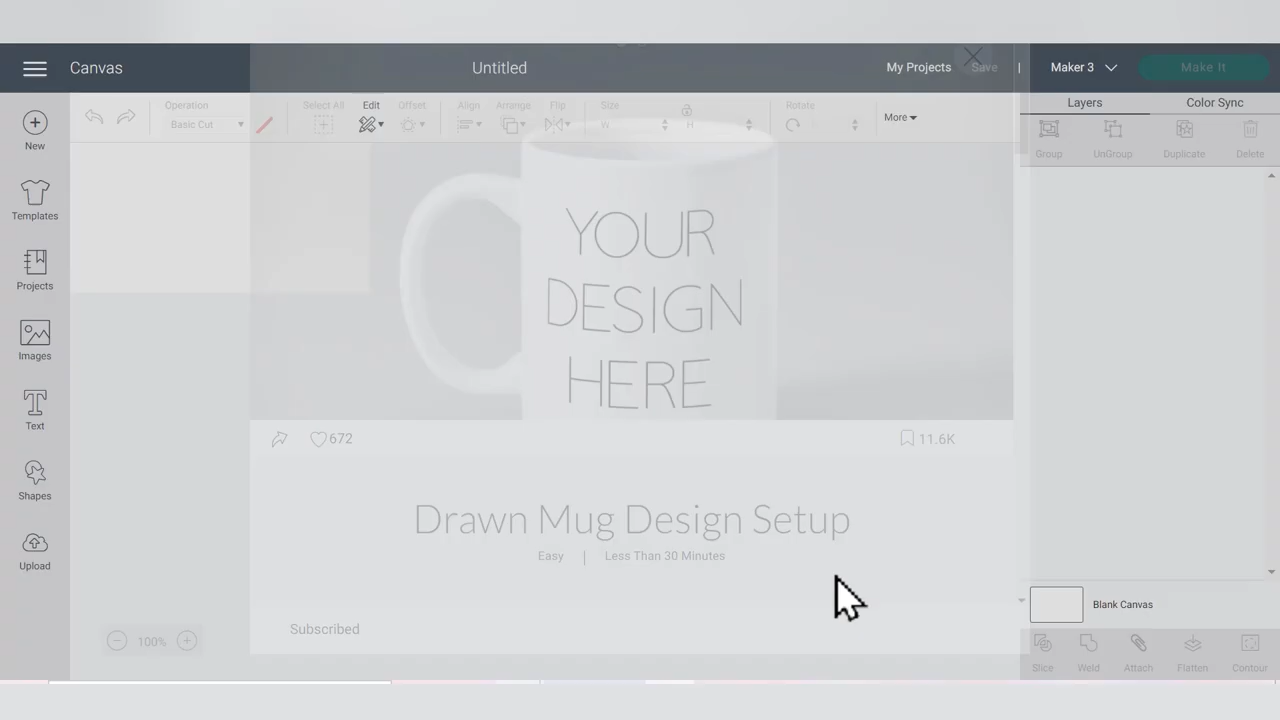 Canvas
Untitled
My Projects
Save
Maker 3
Make It
Operation
Basic Cut
Select All
Edit
Offset
Align
Arrange
Flip
Size
W
H
Rotate
More
Layers
Color Sync
Group
UnGroup
Duplicate
Delete
New
Templates
Projects
Images
Text
Shapes
Upload
YOUR
DESIGN
HERE
672
11.6K
Drawn Mug Design Setup
Easy | Less Than 30 Minutes
Subscribed
100%
Blank Canvas
Slice
Weld
Attach
Flatten
Contour